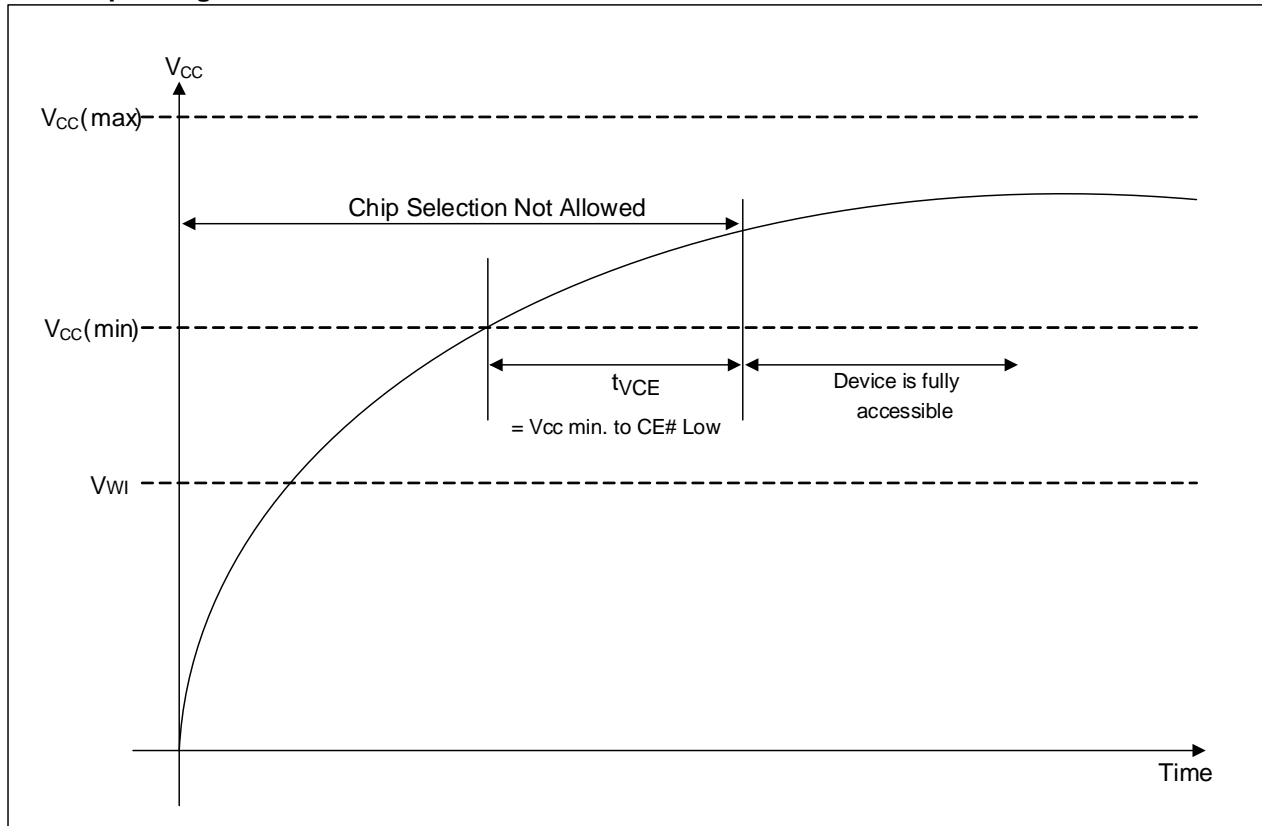 VCC
VCC(max)
Chip Selection Not Allowed
VCC(min)
tVCE
Device is fully
accessible
= Vcc min. to CE# Low
VWI
Time